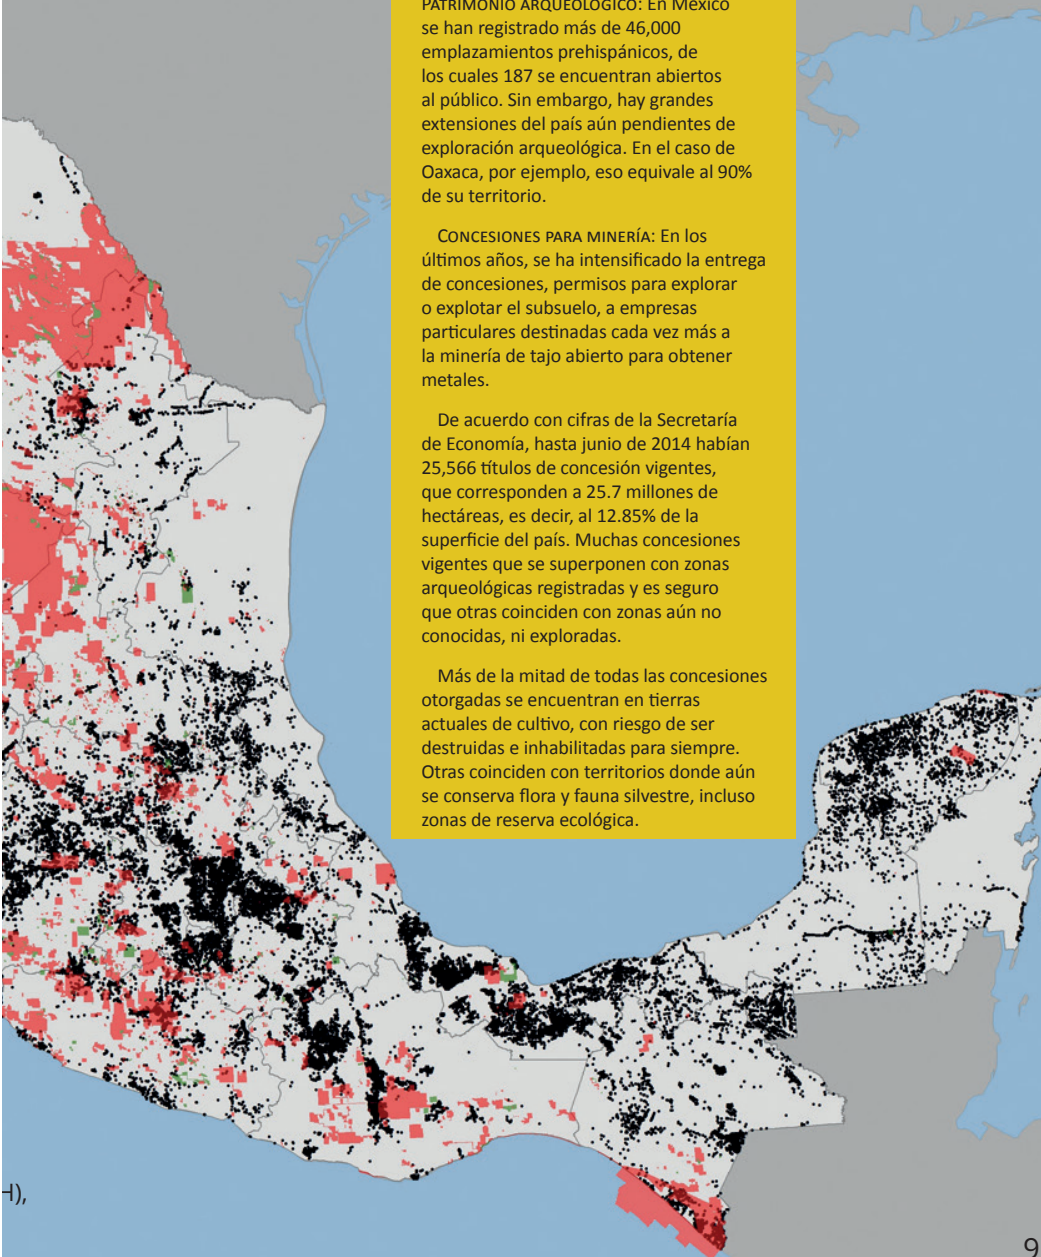 PATRIMONIO ARQUEOLÓGICO: En México
se han registrado más de 46,000
emplazamientos prehispánicos, de
los cuales 187 se encuentran abiertos
al público. Sin embargo, hay grandes
extensiones del país aún pendientes de
exploración arqueológica. En el caso de
Oaxaca, por ejemplo, eso equivale al 90%
de su territorio.
CONCESIONES PARA MINERÍA: En los
últimos años, se ha intensificado la entrega
de concesiones, permisos para explorar
o explotar el subsuelo, a empresas
particulares destinadas cada vez más a
la minería de tajo abierto para obtener
metales.
De acuerdo con cifras de la Secretaría
de Economía, hasta junio de 2014 habían
25,566 títulos de concesión vigentes,
que corresponden a 25.7 millones de
hectáreas, es decir, al 12.85% de la
superficie del país. Muchas concesiones
vigentes que se superponen con zonas
arqueológicas registradas y es seguro
que otras coinciden con zonas aún no
conocidas, ni exploradas.
Más de la mitad de todas las concesiones
otorgadas se encuentran en tierras
actuales de cultivo, con riesgo de ser
destruidas e inhabilitadas para siempre.
Otras coinciden con territorios donde aún
se conserva flora y fauna silvestre, incluso
zonas de reserva ecológica.
H),
9